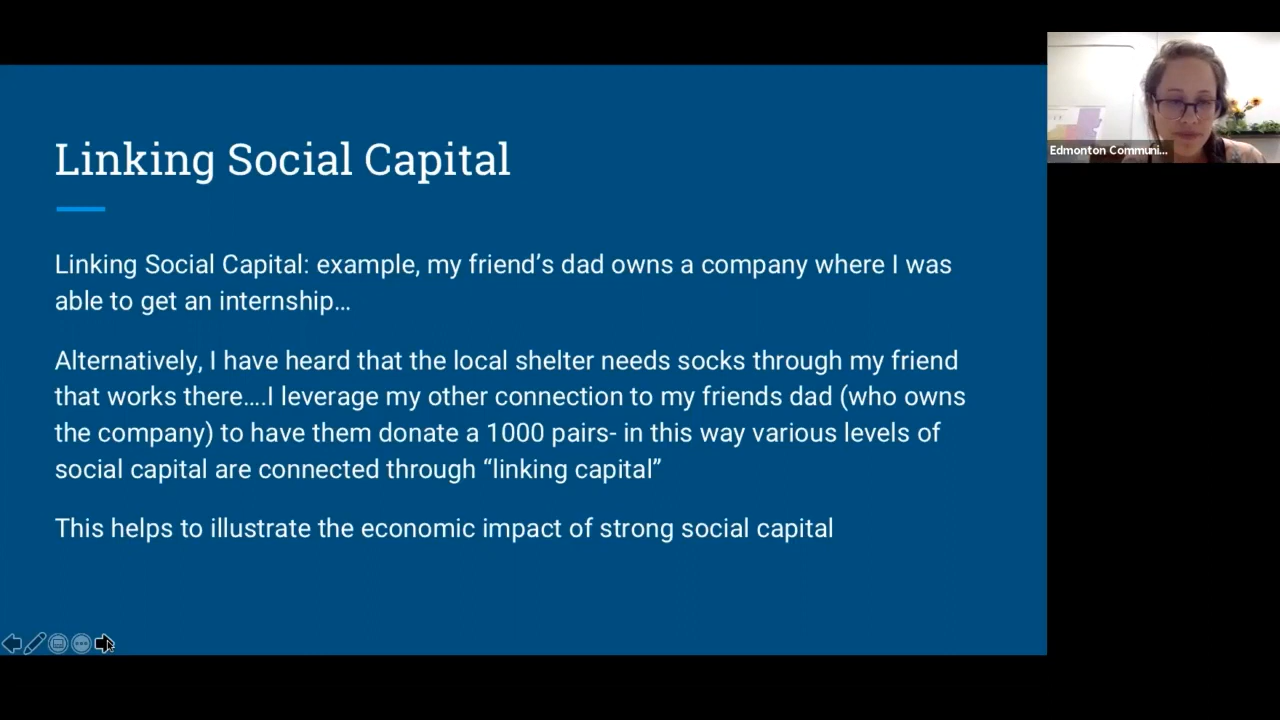 Linking Social Capital
Linking Social Capital: example, my friend’s dad owns a company where I was
able to get an internship…
Alternatively, I have heard that the local shelter needs socks through my friend
that works there….I leverage my other connection to my friends dad (who owns
the company) to have them donate a 1000 pairs- in this way various levels of
social capital are connected through “linking capital”
This helps to illustrate the economic impact of strong social capital
Edmonton Communi...